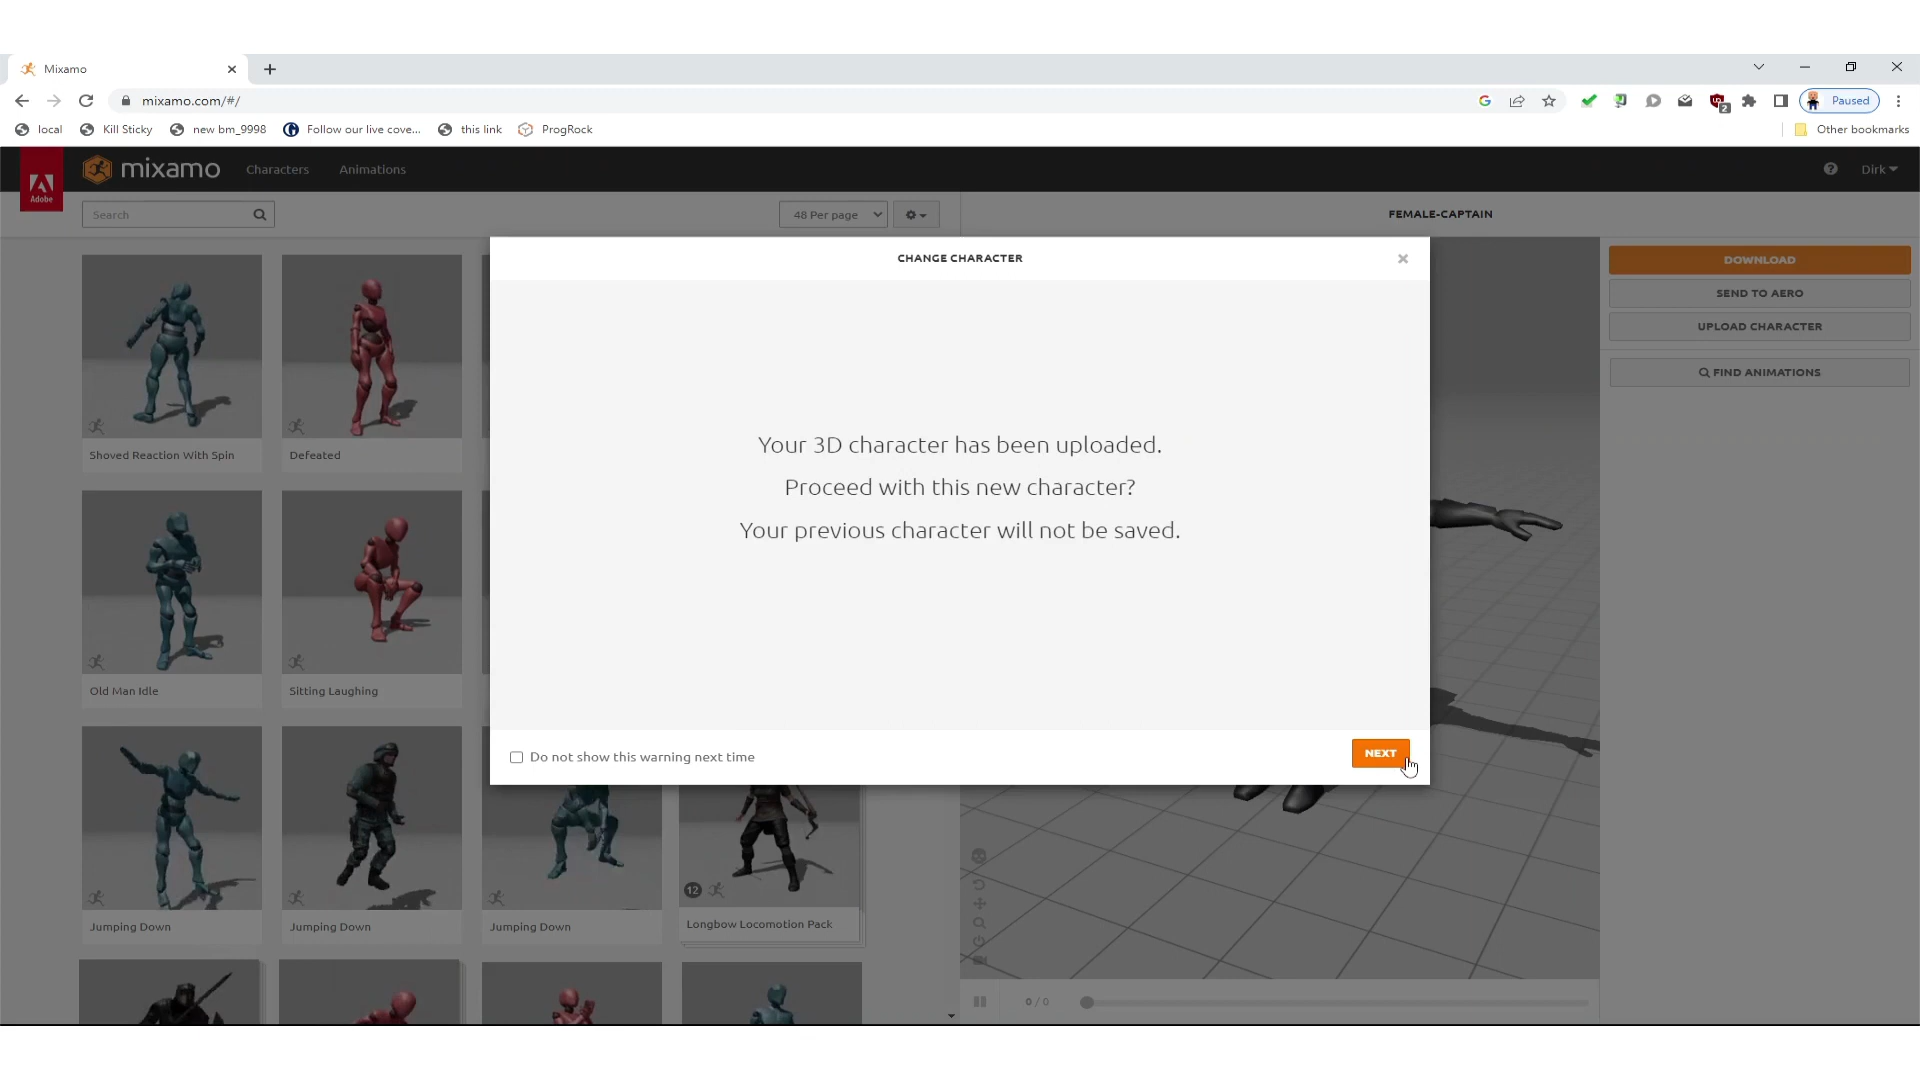 Mixamo
mixamo.com/#/
Paused
local
Kill Sticky
new bm_9998
Follow our live cove...
this link
ProgRock
Other bookmarks
Adobe
mixamo
Characters
Animations
Dirk
Search
48 Per page
FEMALE-CAPTAIN
CHANGE CHARACTER
DOWNLOAD
SEND TO AERO
UPLOAD CHARACTER
FIND ANIMATIONS
Your 3D character has been uploaded.
Proceed with this new character?
Your previous character will not be saved.
Do not show this warning next time
NEXT
Shoved Reaction With Spin
Defeated
Old Man Idle
Sitting Laughing
12
Jumping Down
Jumping Down
Jumping Down
Longbow Locomotion Pack
0 / 0